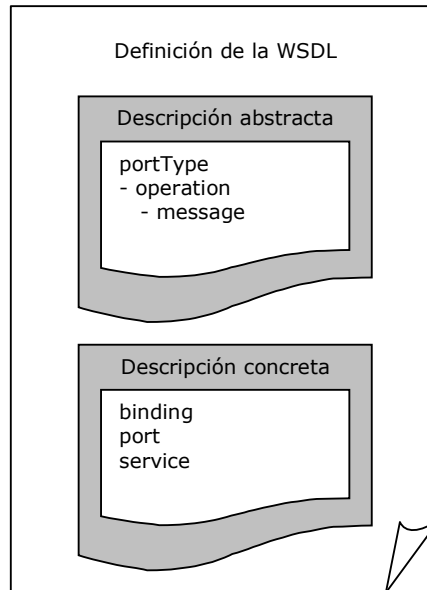 Definición de la WSDL
Descripción abstracta
portType
- operation
- message
Descripción concreta
binding
port
service